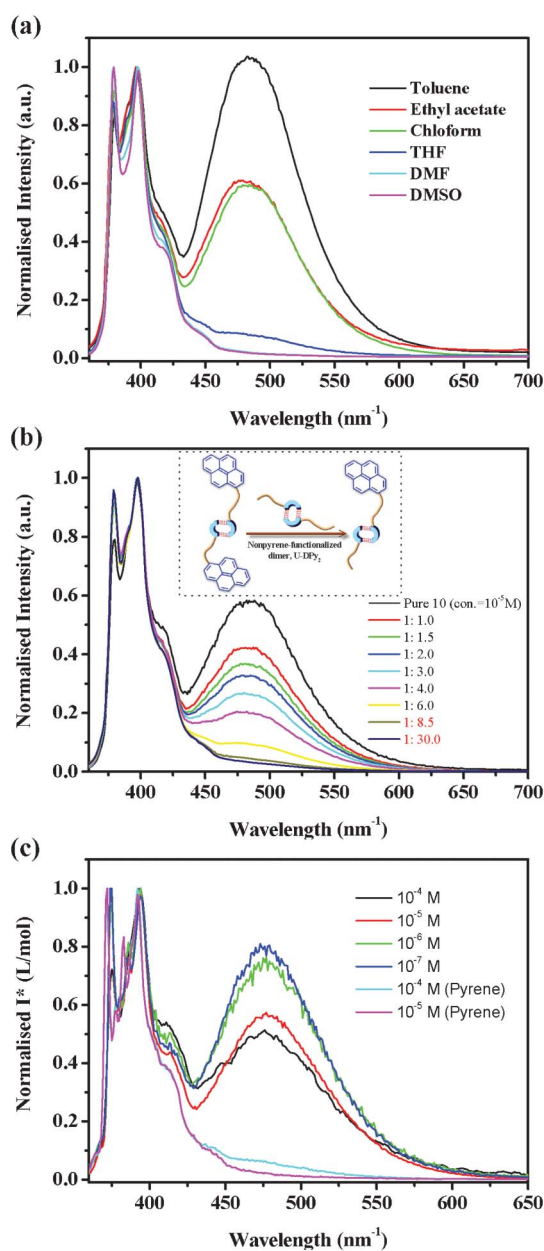 (a)
Normalised Intensity (a.u.)
1.0
0.8
0.6
0.4
0.2
0.0
Toluene
Ethyl acetate
Chloform
THF
DMF
DMSO
400 450 500 550 600 650 700
Wavelength (nm⁻¹)
(b)
Normalized Intensity (a.u.)
1.0
0.8
0.6
0.4
0.2
0.0
Nonpyrene-functionalized
dimer, U-DPy₂
Pure 10 (con.=10⁻⁵M)
1: 1.0
1: 1.5
1: 2.0
1: 3.0
1: 4.0
1: 6.0
1: 8.5
1: 30.0
400 450 500 550 600 650 700
Wavelength (nm⁻¹)
(c)
Normalised I* (L/mol)
1.0
0.8
0.6
0.4
0.2
0.0
10⁻⁴ M
10⁻⁵ M
10⁻⁶ M
10⁻⁷ M
10⁻⁴ M (Pyrene)
10⁻⁵ M (Pyrene)
400 450 500 550 600 650
Wavelength (nm⁻¹)